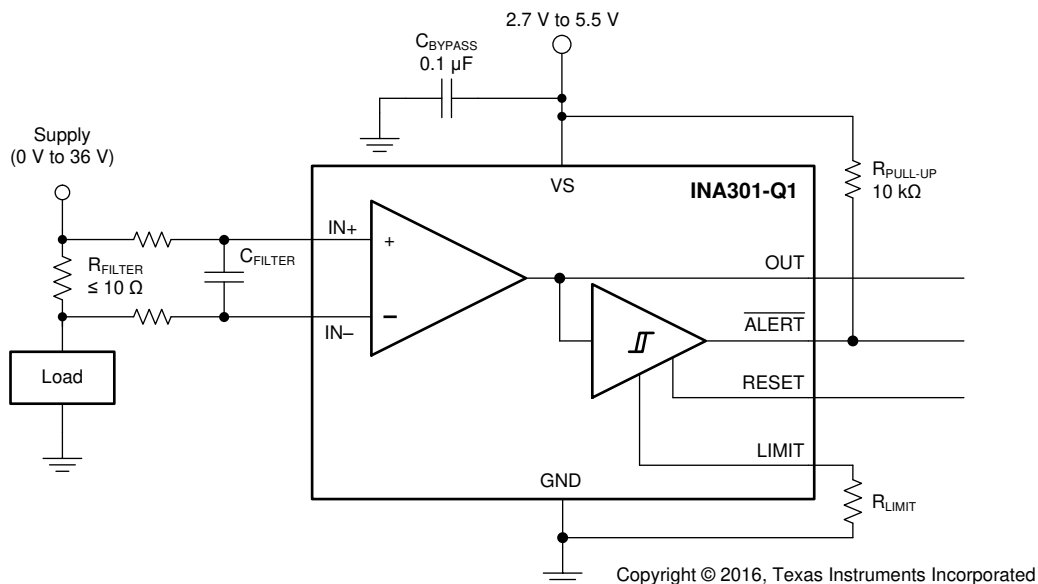 2.7 V to 5.5 V
CBYPASS
0.1 µF
Supply
(0 V to 36 V)
RPULL-UP
10 kΩ
VS
INA301-Q1
IN+
+
RFILTER
≤ 10 Ω
CFILTER
OUT
IN–
–
ALERT
Load
RESET
LIMIT
GND
RLIMIT
Copyright © 2016, Texas Instruments Incorporated